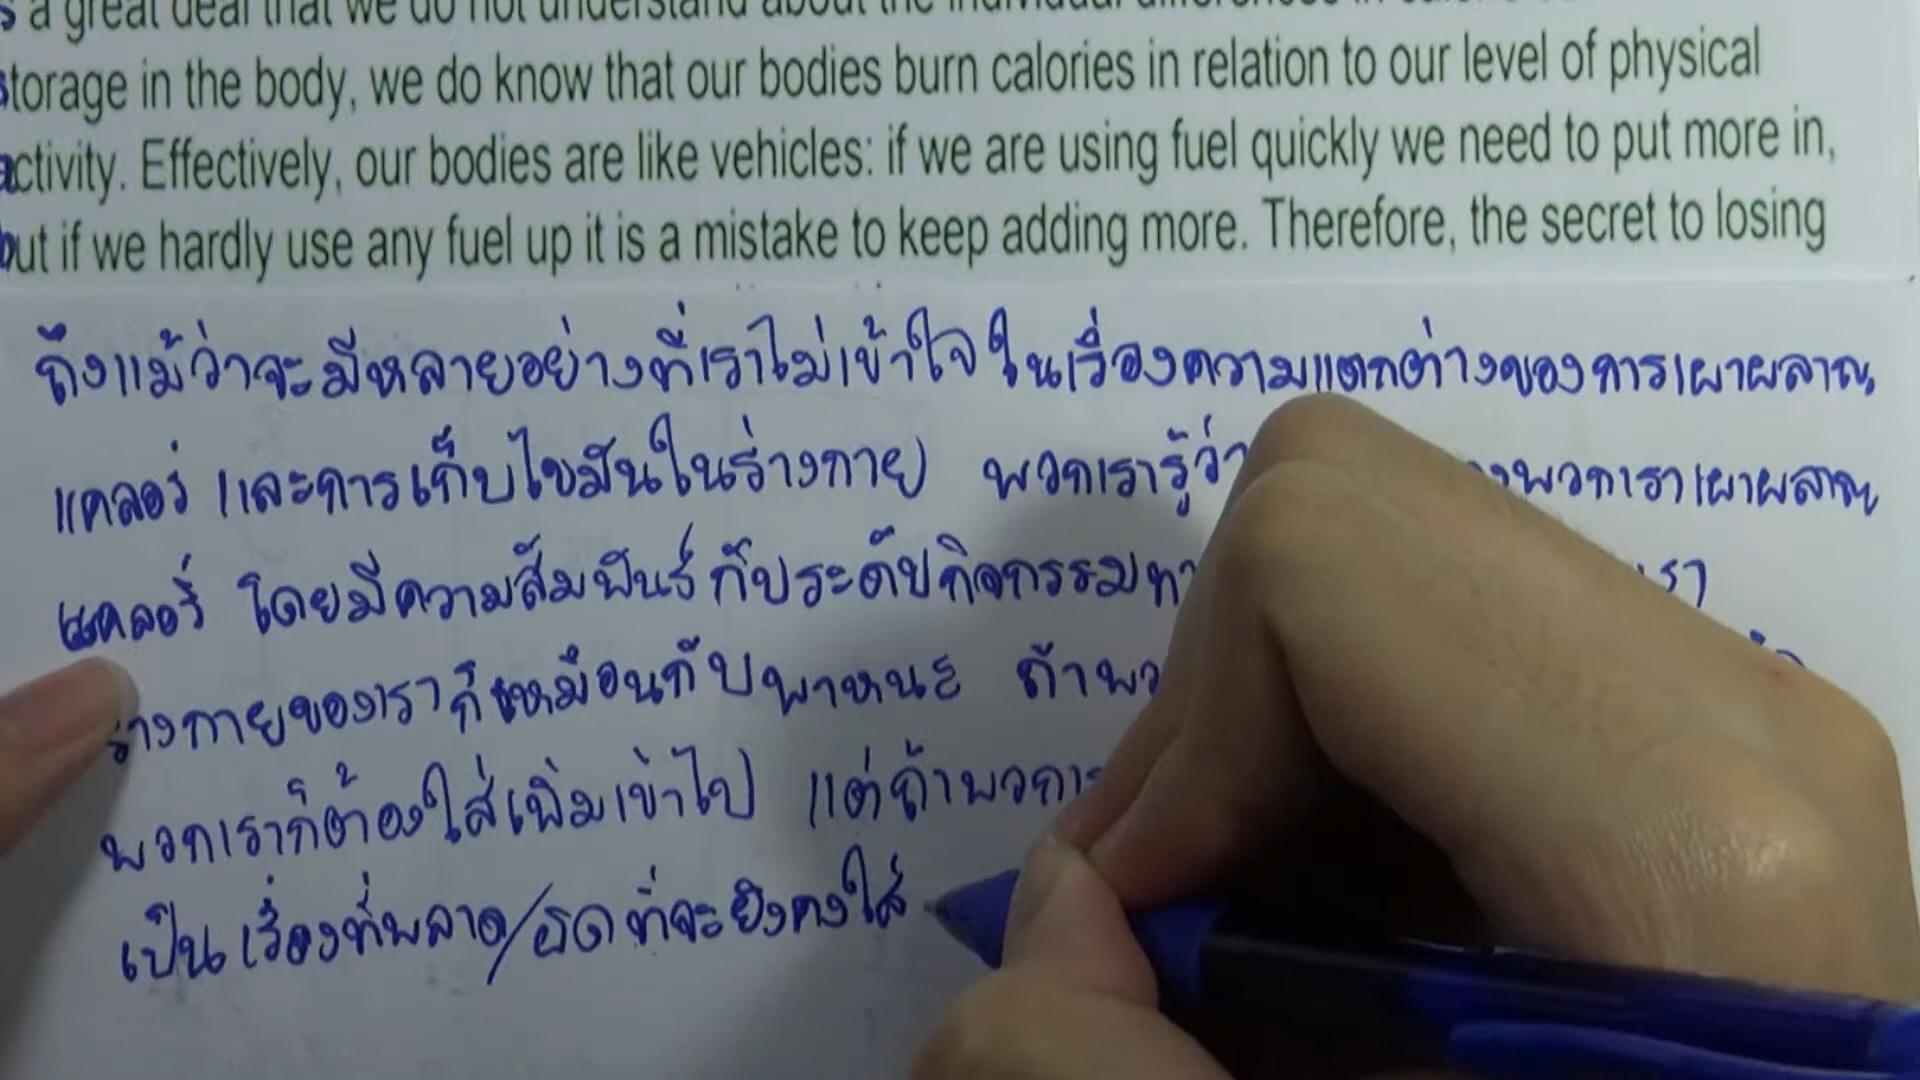 a great deal that we do not understand about the individual differences in
storage in the body, we do know that our bodies burn calories in relation to our level of physical
activity. Effectively, our bodies are like vehicles: if we are using fuel quickly we need to put more in,
but if we hardly use any fuel up it is a mistake to keep adding more. Therefore, the secret to losing
ถึงแม้ว่าจะมีหลายอย่างที่เราไม่เข้าใจ ในเรื่องความแตกต่างของการเผาผลาญ
แคลอรี่ และการเก็บไขมันในร่างกาย พวกเรารู้ว่า งพวกเราเผาผลาญ
แคลอรี่ โดยมีความสัมพันธ์กับระดับกิจกรรมทา เรา
ร่างกายของเราก็เหมือนกับพาหนะ ถ้าพว
พวกเราก็ต้องใส่เพิ่มเข้าไป แต่ถ้าพวกเร
เป็นเรื่องที่พลาด/ผิด ที่จะยังคงใส่